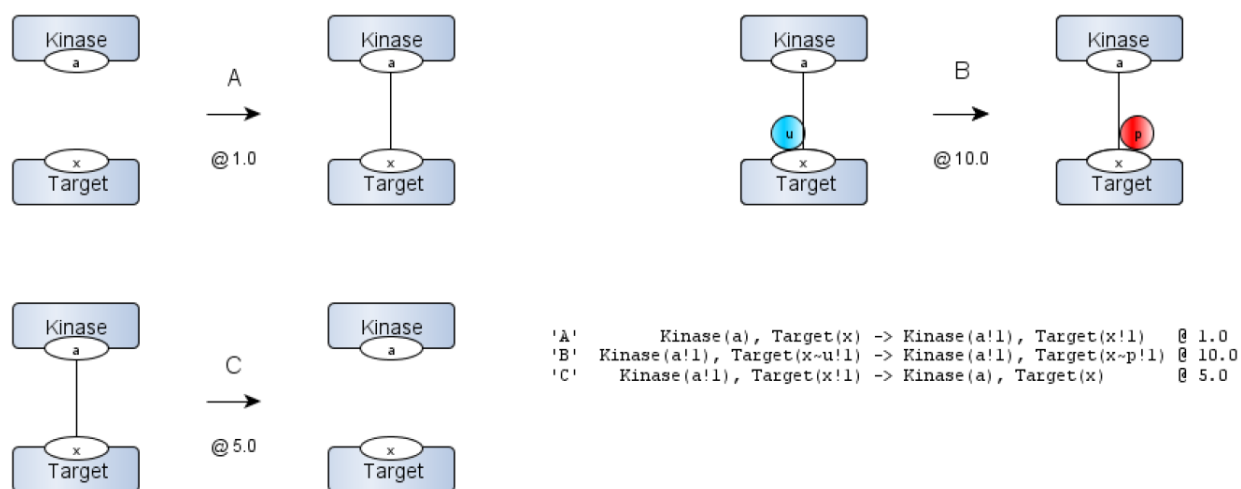 Kinase
a
A
@1.0
x
Target
Kinase
a
x
Target
Kinase
a
u
x
Target
B
@10.0
Kinase
a
p
x
Target
Kinase
a
C
@5.0
x
Target
Kinase
a
x
Target
'A' Kinase(a), Target(x) -> Kinase(a!1), Target(x!1) @ 1.0
'B' Kinase(a!1), Target(x~u!1) -> Kinase(a!1), Target(x~p!1) @ 10.0
'C' Kinase(a!1), Target(x!1) -> Kinase(a), Target(x) @ 5.0